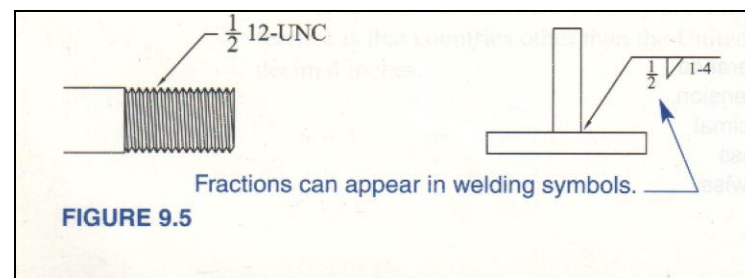 ½ 12-UNC
½ 1-4
Fractions can appear in welding symbols.
FIGURE 9.5